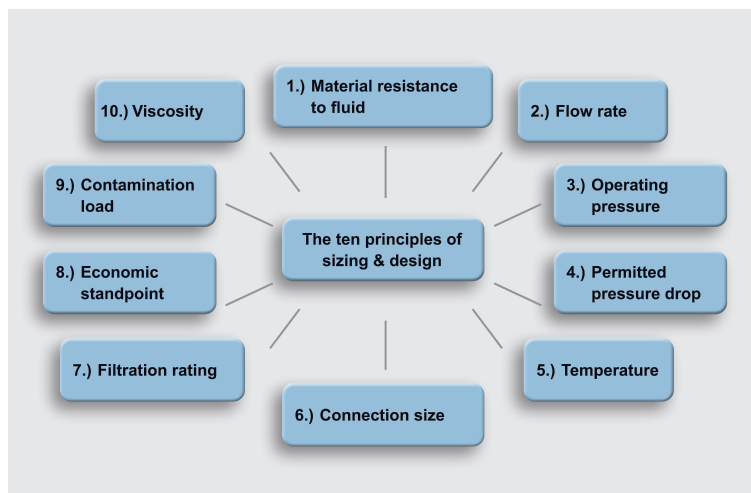 The ten principles of
sizing & design
1.) Material resistance
to fluid
2.) Flow rate
3.) Operating
pressure
4.) Permitted
pressure drop
5.) Temperature
6.) Connection size
7.) Filtration rating
8.) Economic
standpoint
9.) Contamination
load
10.) Viscosity